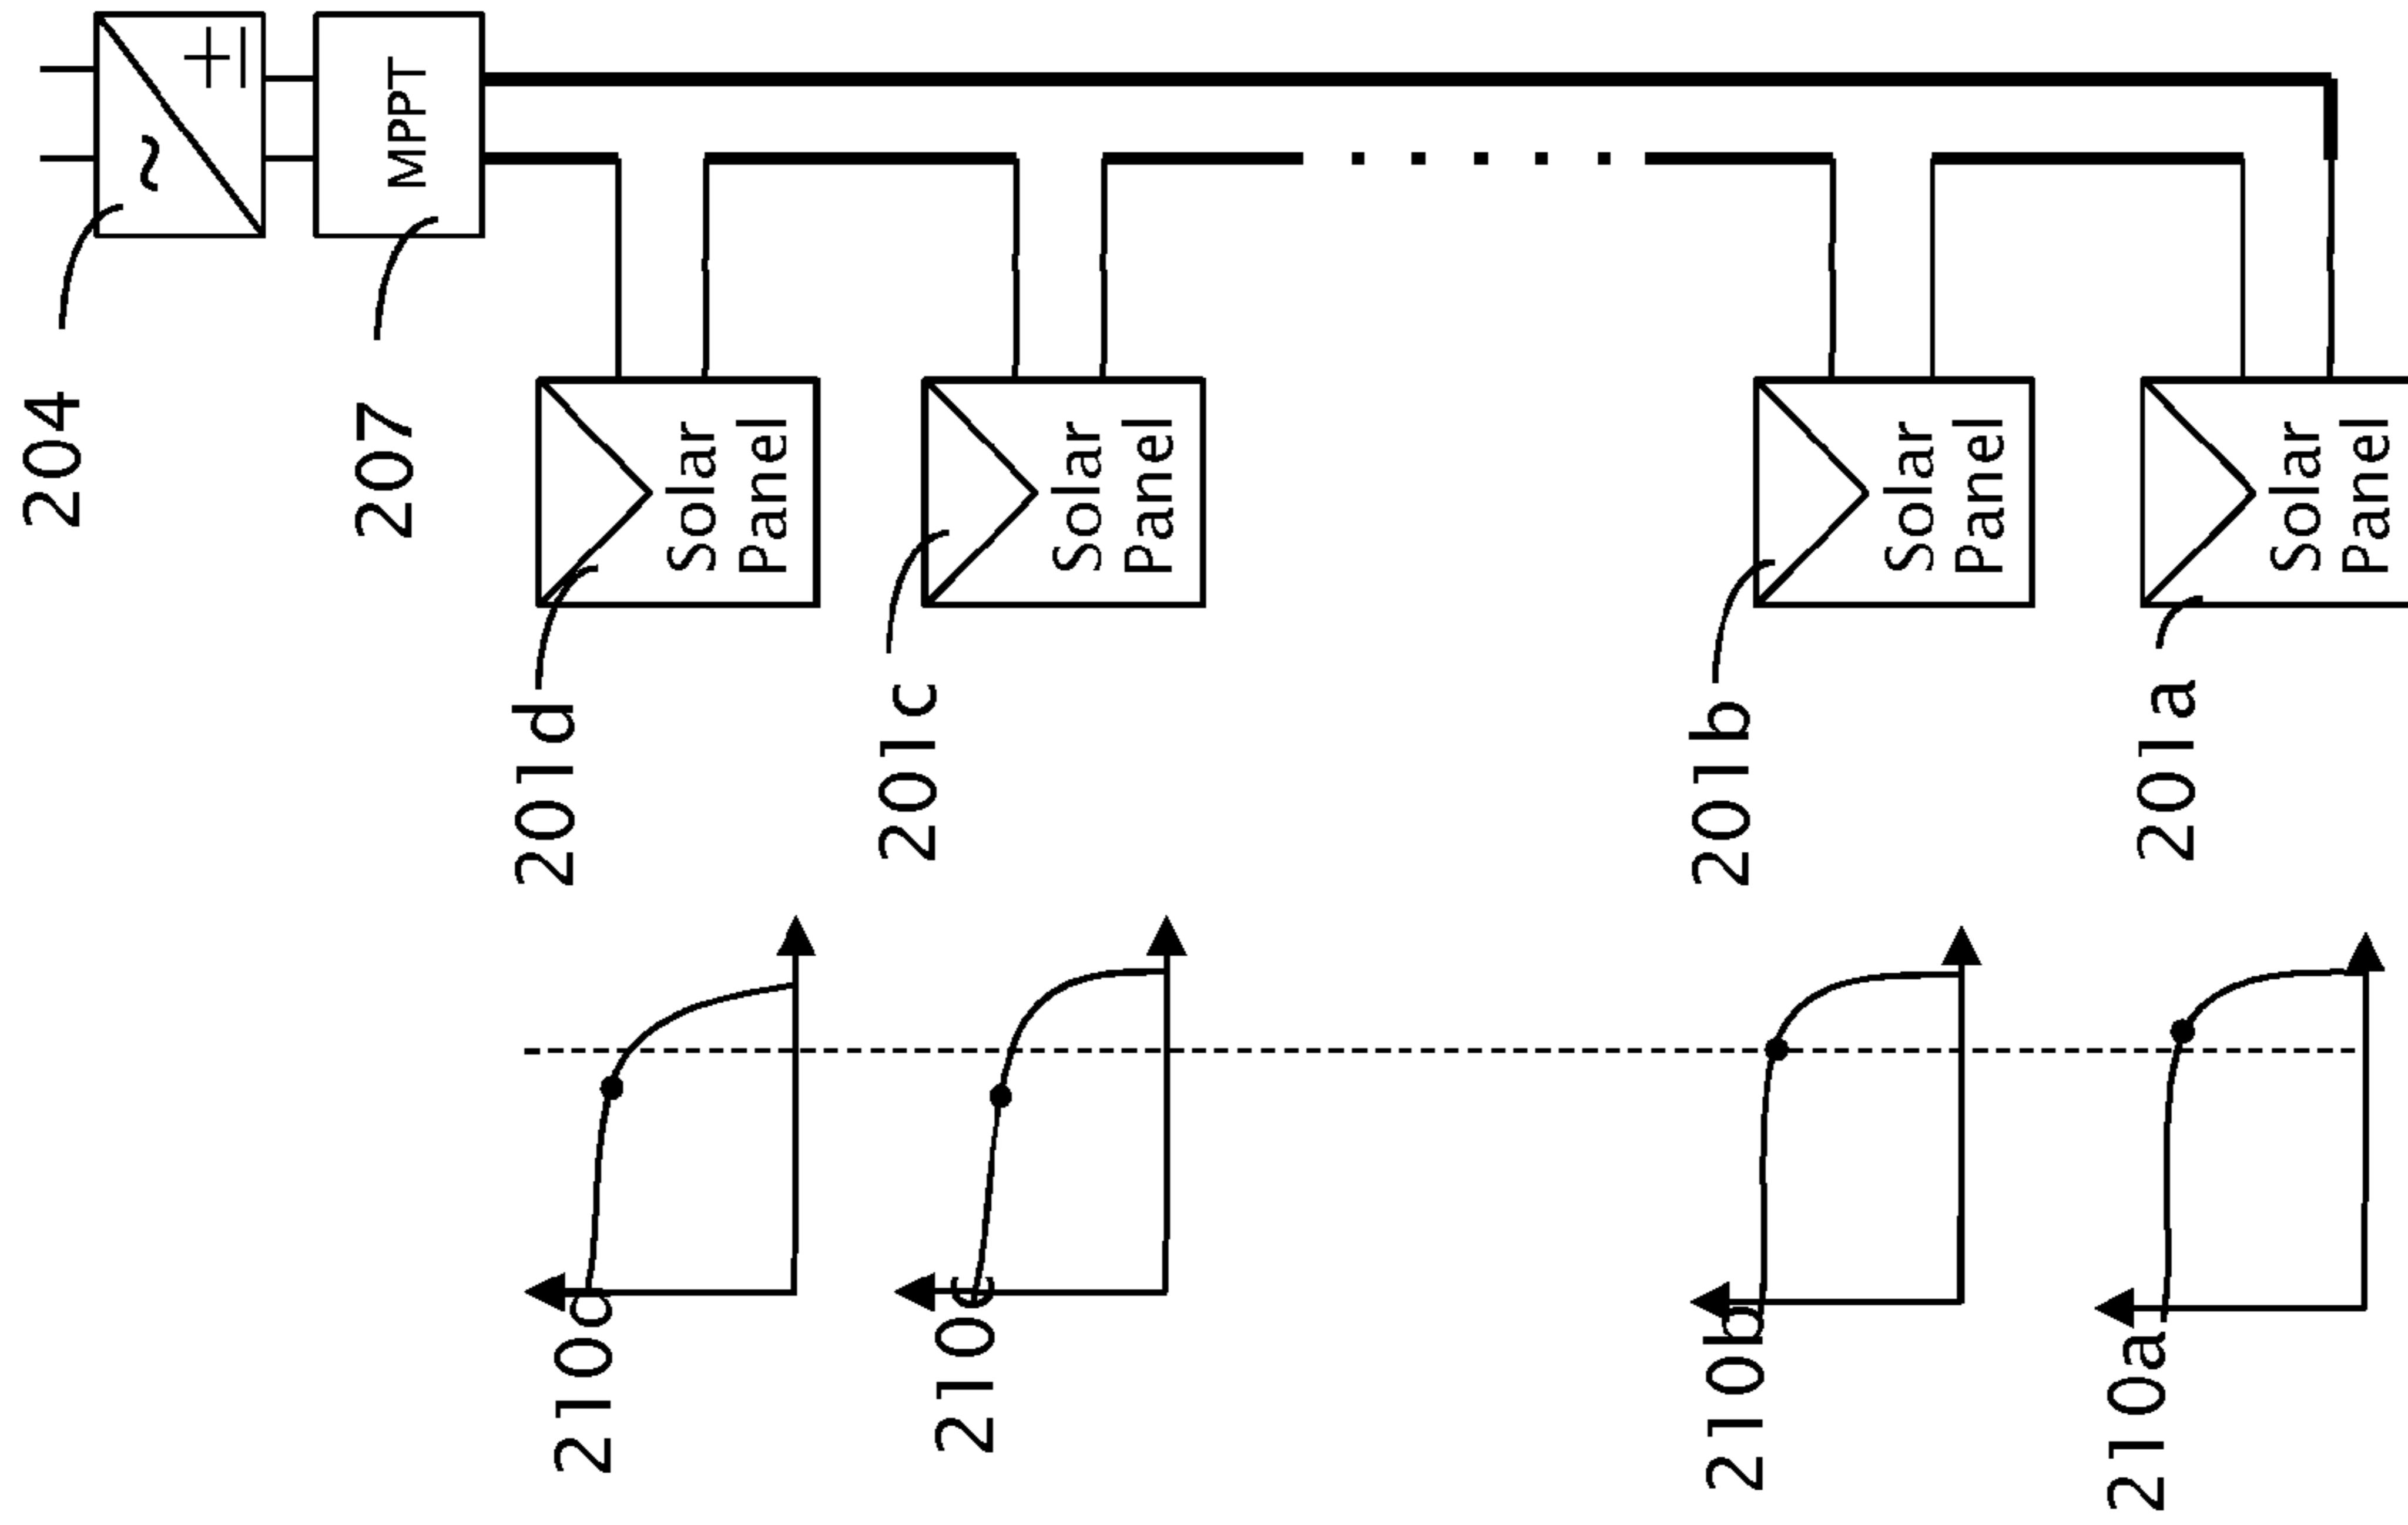 204
207
MPPT
~
±
201d
Solar
Panel
201c
Solar
Panel
201b
Solar
Panel
201a
Solar
Panel
210d
210c
210b
210a